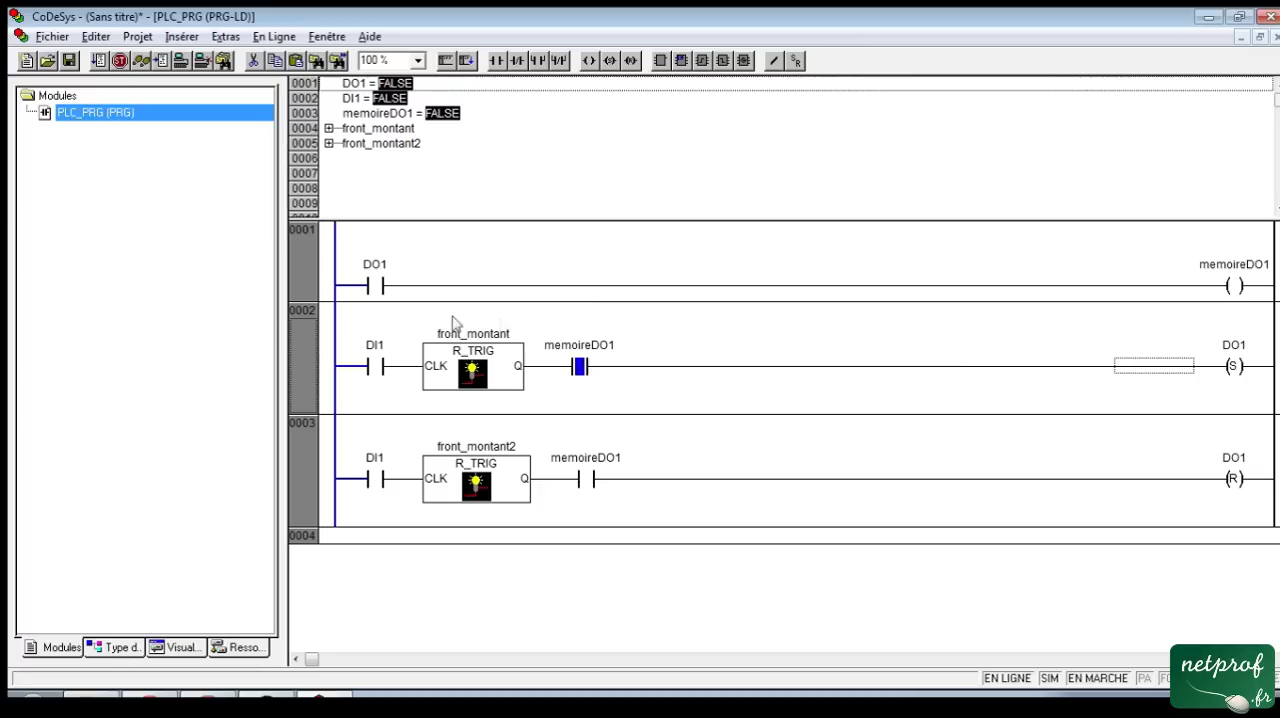 CoDeSys - (Sans titre)* - [PLC_PRG (PRG-LD)]
Fichier Editer Projet Insérer Extras En Ligne Fenêtre Aide
100 %
Modules
PLC_PRG (PRG)
0001 DO1 = FALSE
0002 DI1 = FALSE
0003 memoireDO1 = FALSE
0004 front_montant
0005 front_montant2
0006
0007
0008
0009
0001
DO1 memoireDO1
0002
front_montant
DI1 R_TRIG memoireDO1 DO1
CLK Q S
0003
front_montant2
DI1 R_TRIG memoireDO1 DO1
CLK Q R
0004
Modules Type d... Visual... Resso...
EN LIGNE SIM EN MARCHE PA
netprof
.fr